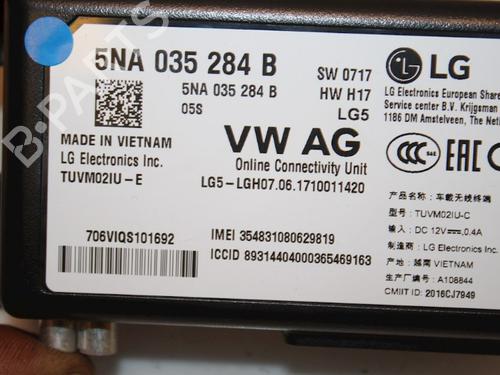 5NA 035 284 B
5NA 035 284 B
05S
SW 0717
HW H17
LG5
LG
LG Electronics European Share
Service center B.V. Krijgsman
1186 DM Amstelveen, The Net
MADE IN VIETNAM
LG Electronics Inc.
TUVM02IU-E
VW AG
Online Connectivity Unit
LG5-LGH07.06.1710011420
CCC
EAC
产品名称 : 车载无线终端
型号 : TUVM02IU-C
输入 : DC 12V 0.4A
制造商 : LG Electronics Inc.
产地 : 越南 VIETNAM
生产厂编号 : A108844
CMIIT ID: 2016CJ7949
706VIQS101692
IMEI 354831080629819
ICCID 89314404000365469163
B-PARTS